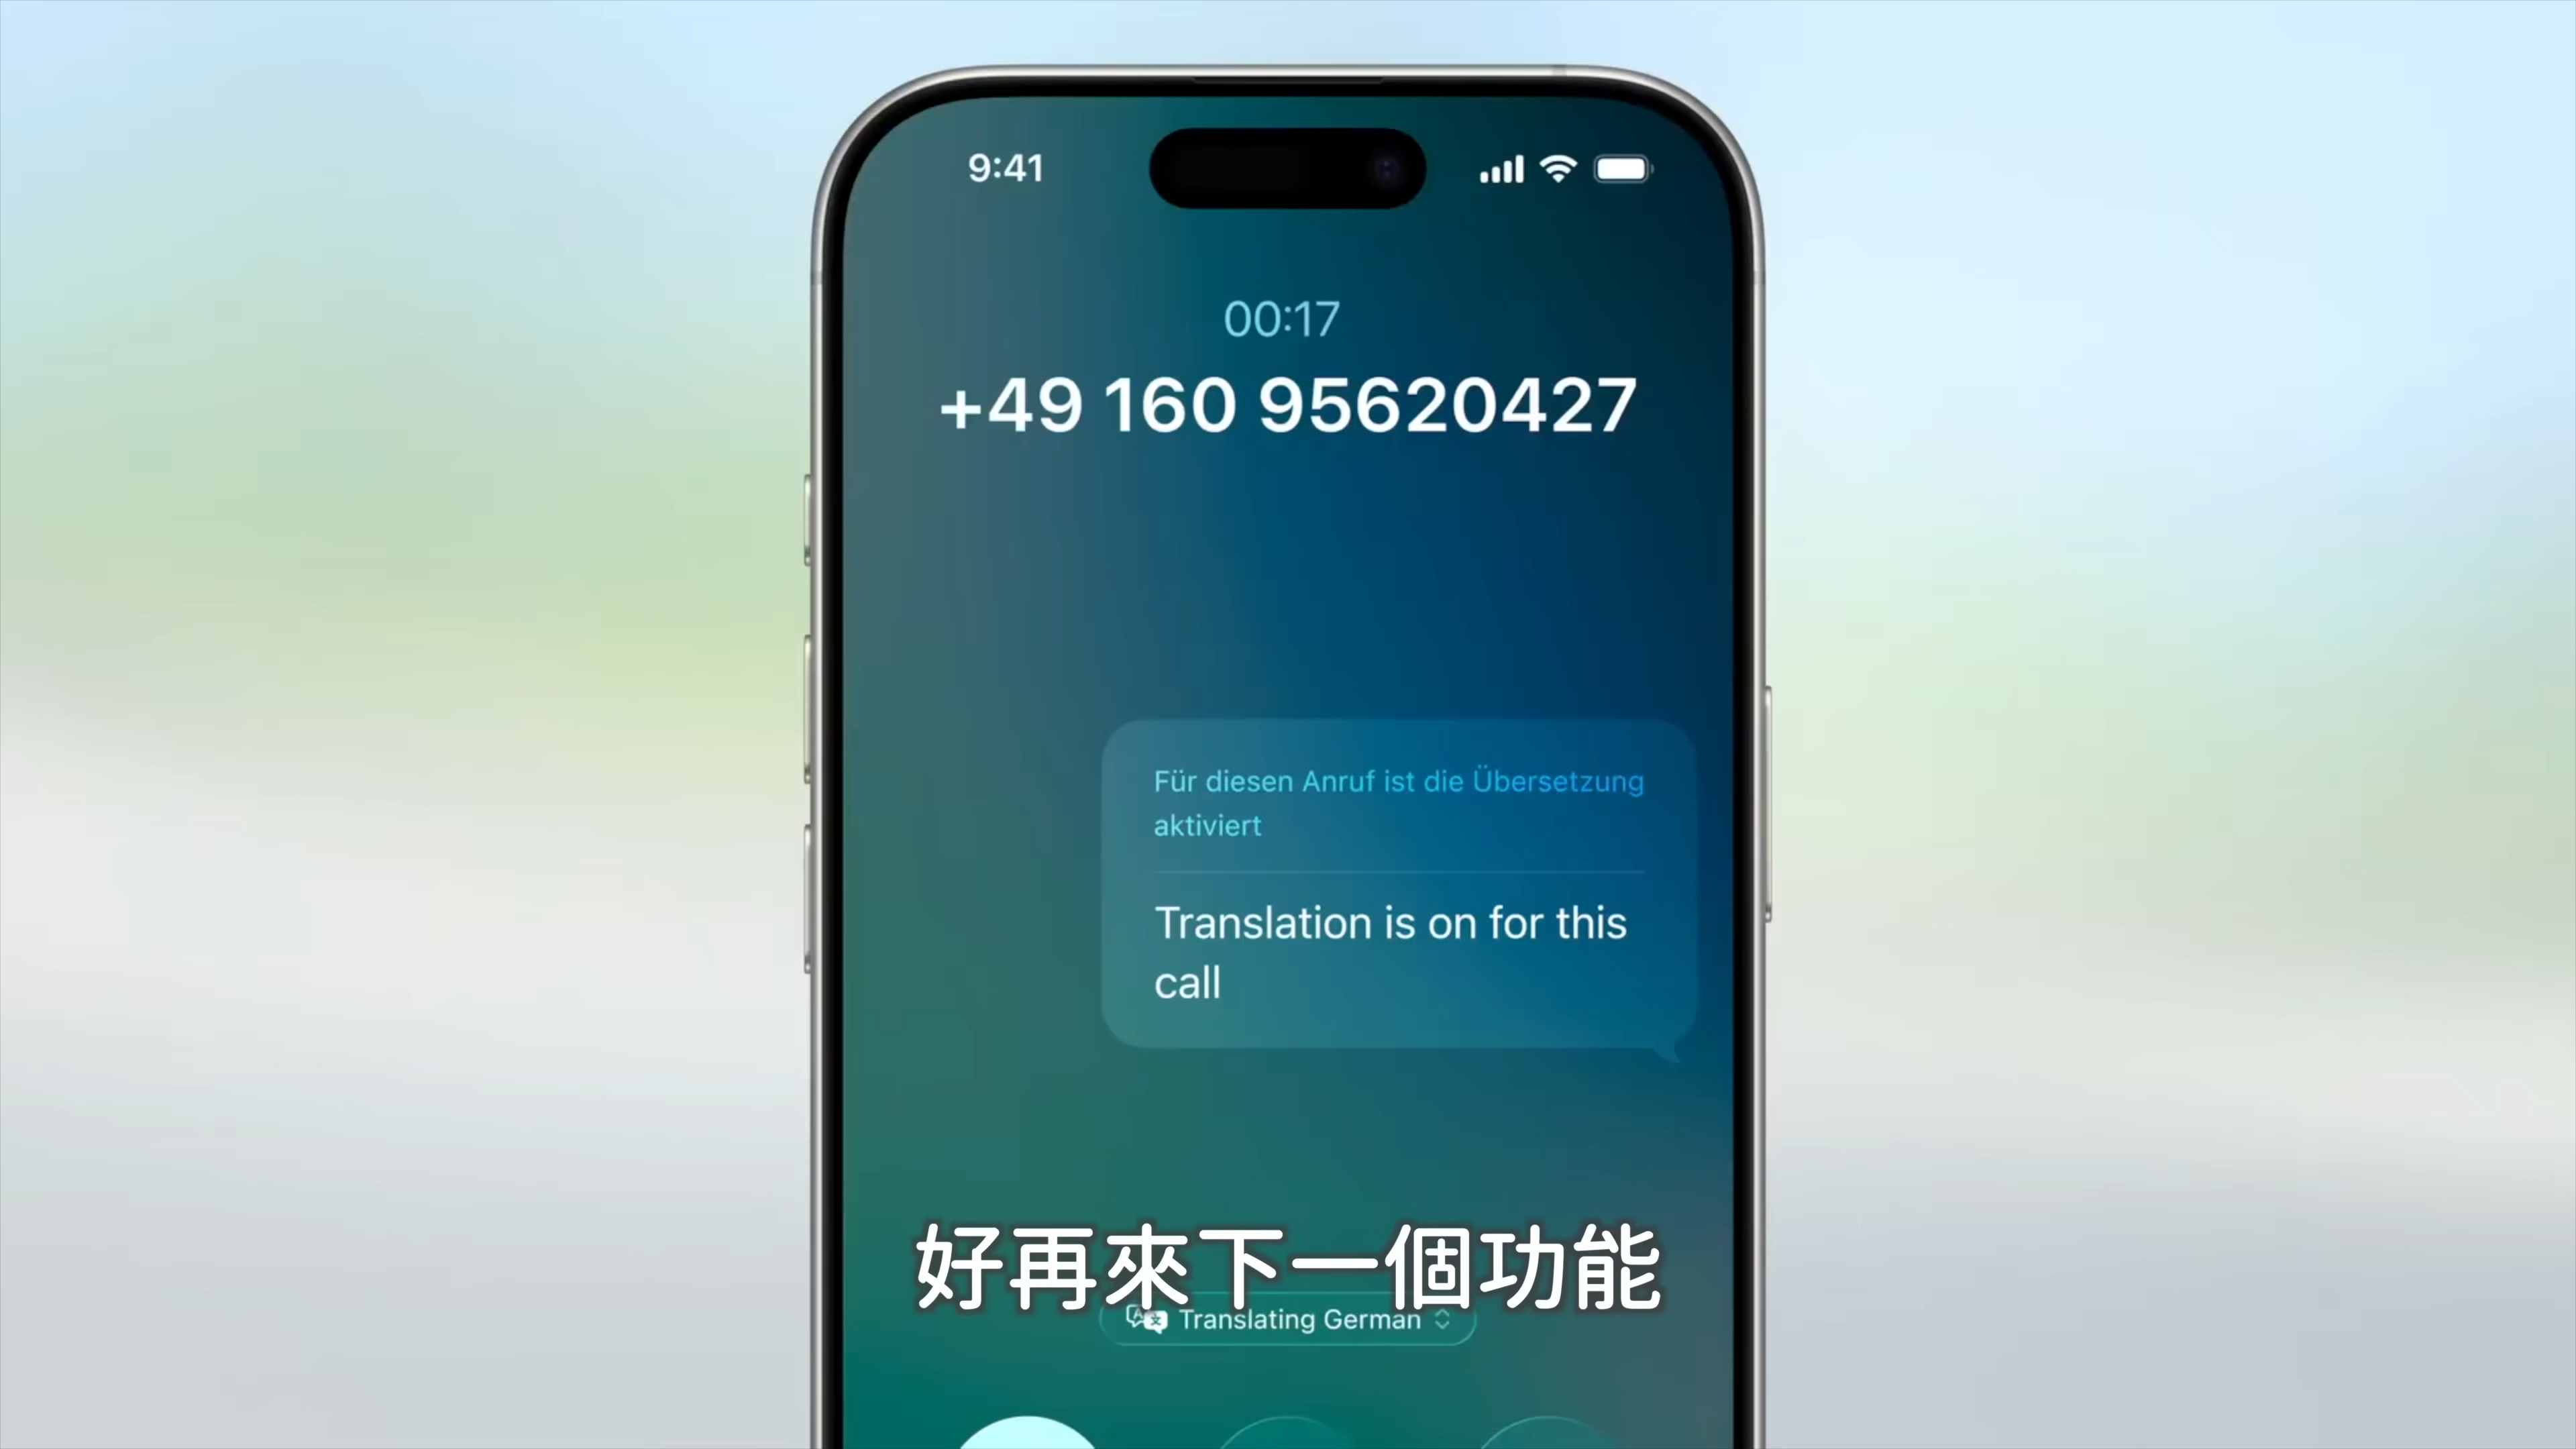 9:41
00:17
+49 160 95620427
Für diesen Anruf ist die Übersetzung
aktiviert
Translation is on for this
call
好再來下一個功能
Translating German